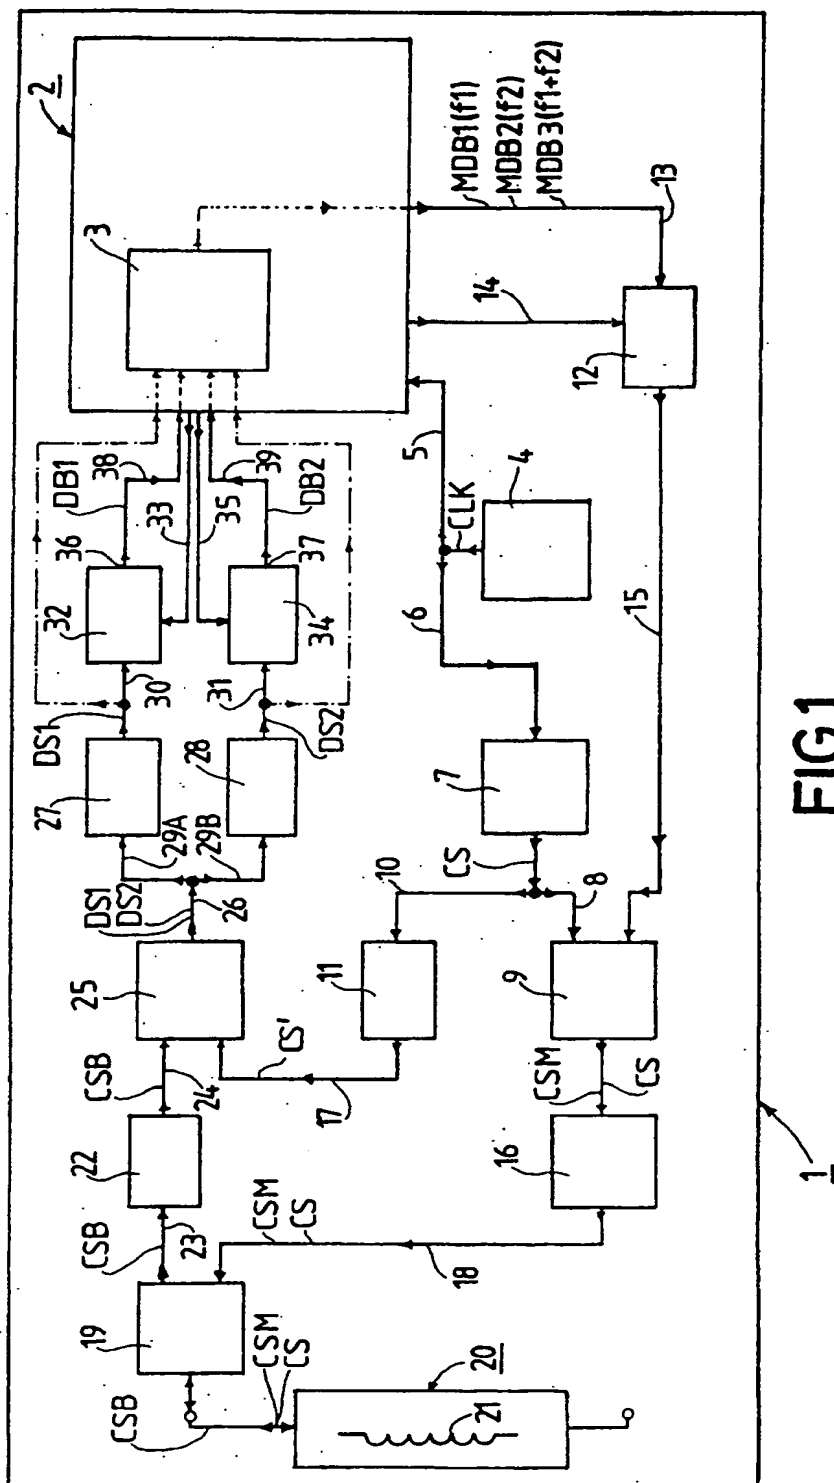 2
3
DB1
38
36
33
35
32
39
37
DB2
34
30
DS1
31
DS2
27
28
29A
29B
DS1
DS2
26
25
CS'
17
CSB
24
22
CSB
23
19
CSM
CS
18
CSB
CSM
CS
20
21
MDB1(f1)
MDB2(f2)
MDB3(f1+f2)
13
14
12
5
CLK
4
6
15
7
CS
10
8
11
9
CSM
CS
16
1
FIG.1